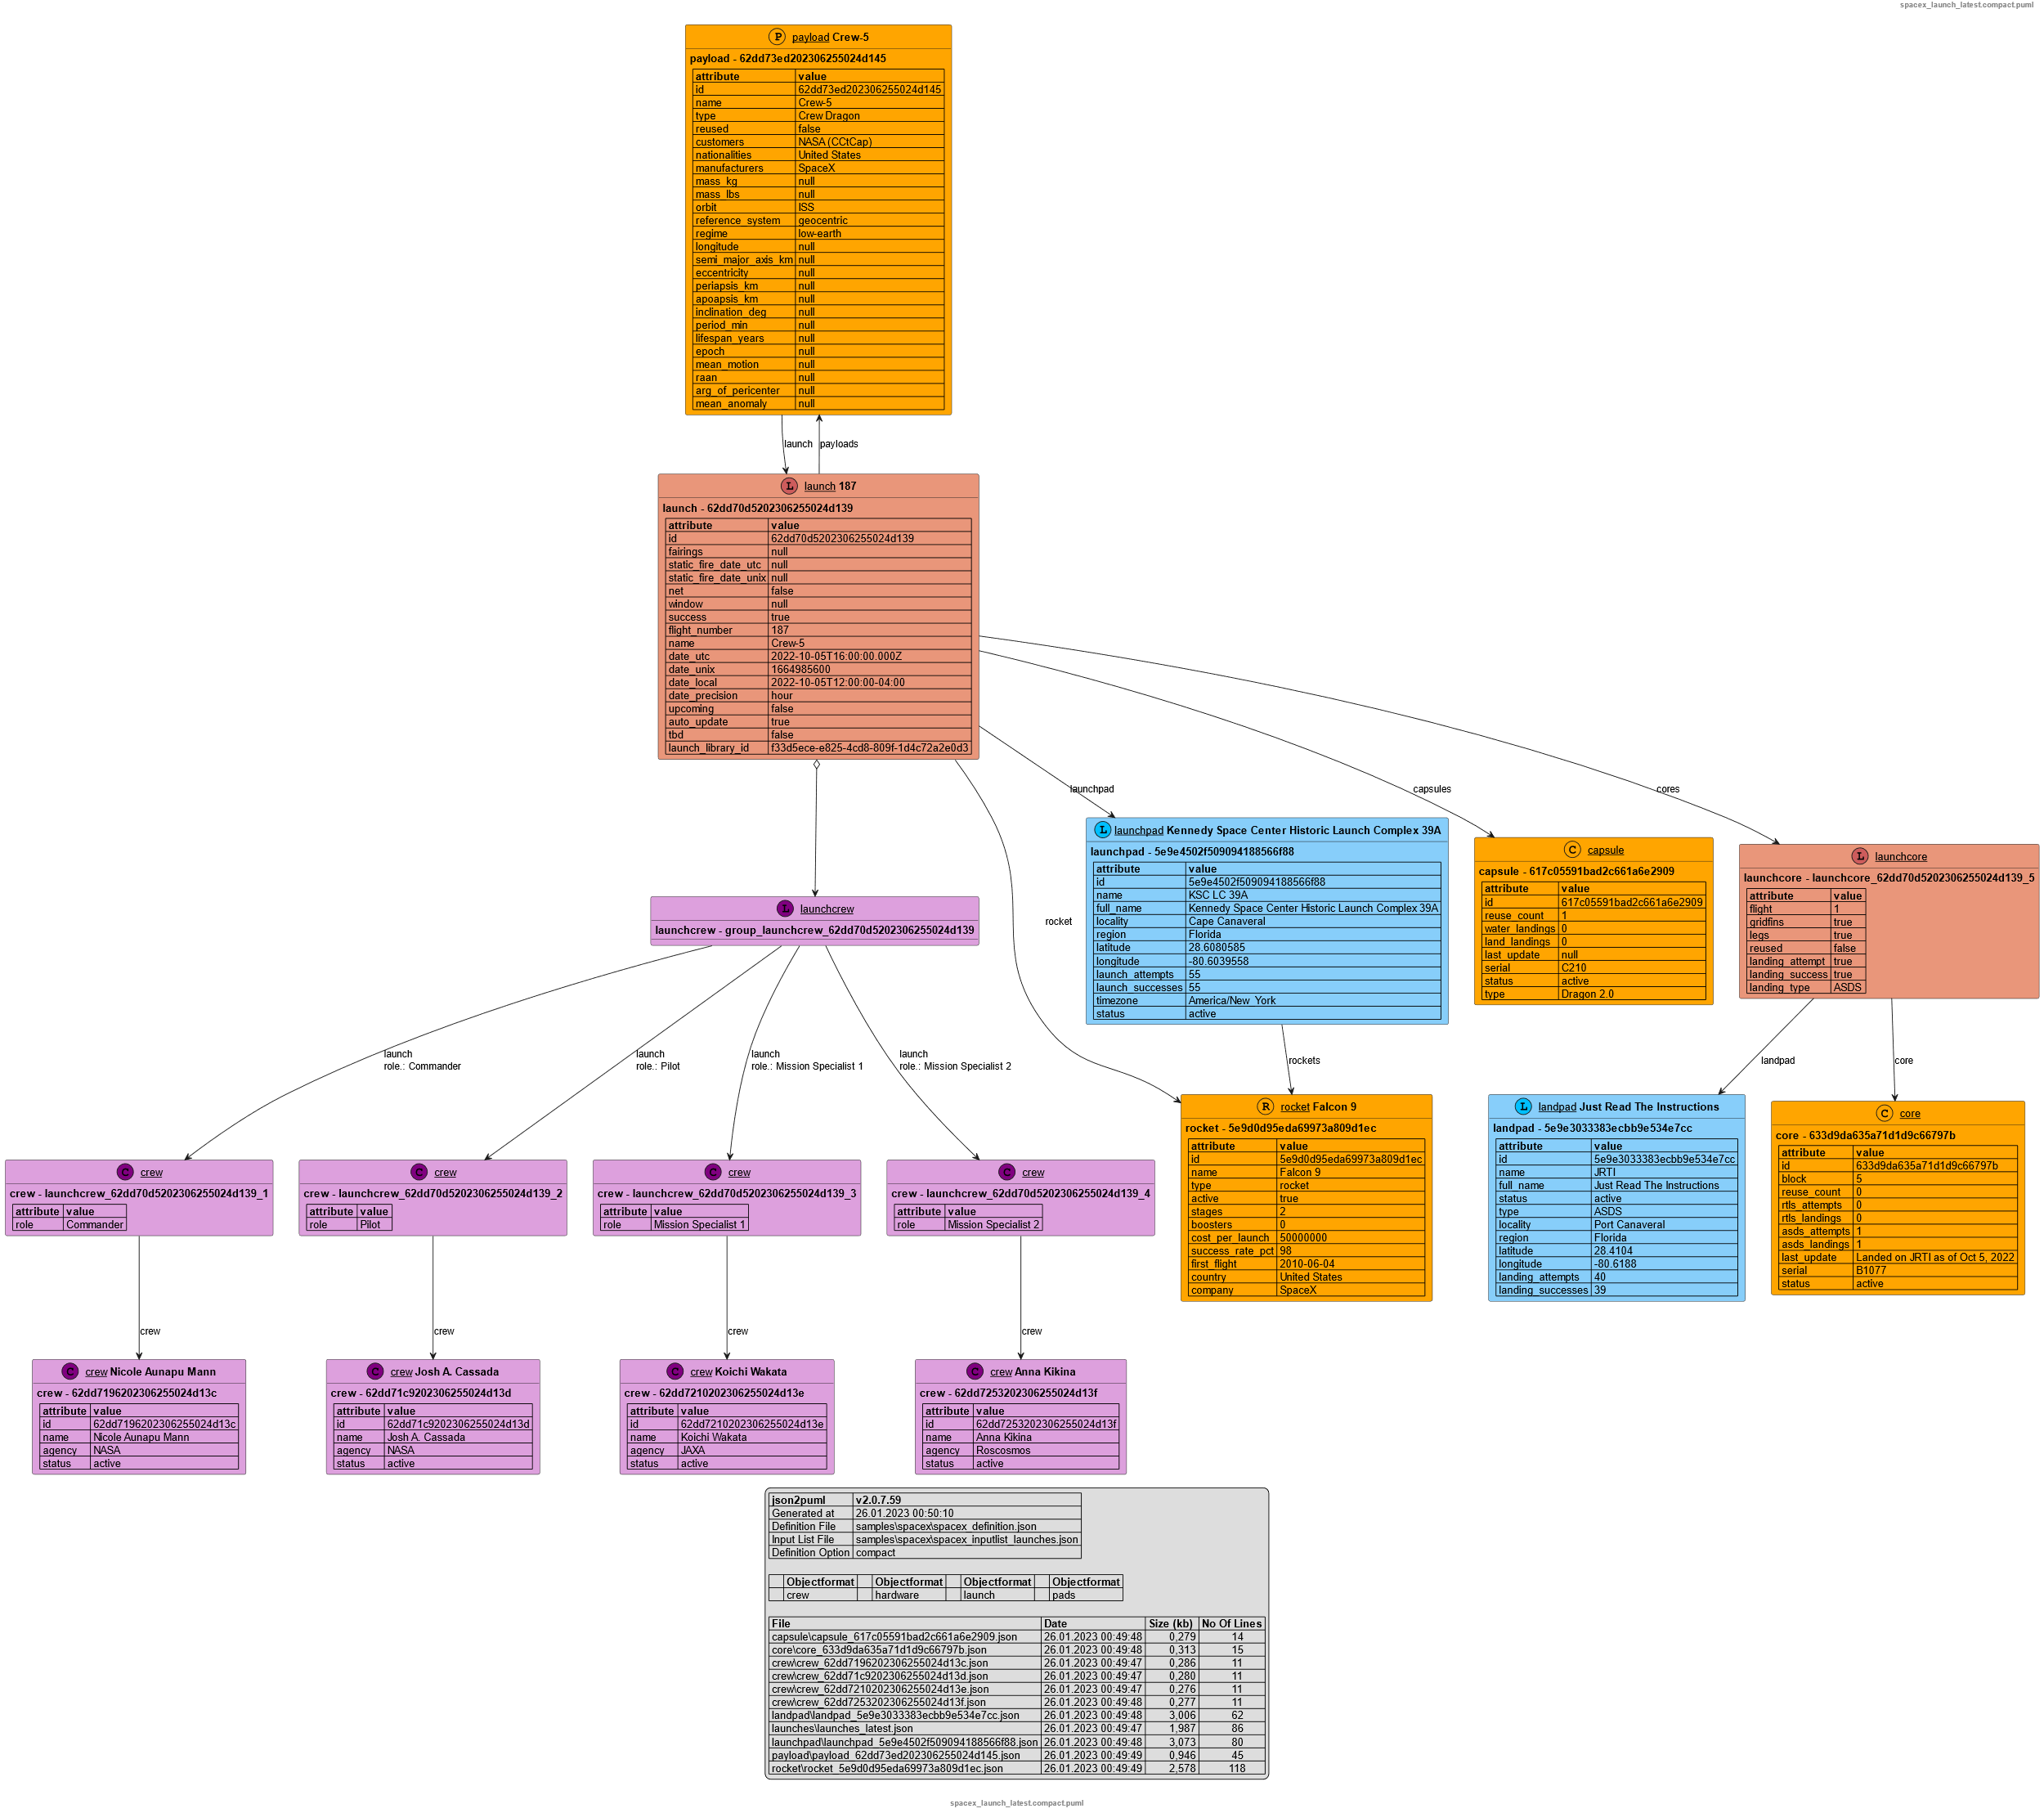 spacex_launch_latest.compact.puml
P payload Crew-5
payload - 62dd73ed202306255024d145
attribute value
id 62dd73ed202306255024d145
name Crew-5
type Crew Dragon
reused false
customers NASA (CCtCap)
nationalities United States
manufacturers SpaceX
mass_kg null
mass_lbs null
orbit ISS
reference_system geocentric
regime low-earth
longitude null
semi_major_axis_km null
eccentricity null
periapsis_km null
apoapsis_km null
inclination_deg null
period_min null
lifespan_years null
epoch null
mean_motion null
raan null
arg_of_pericenter null
mean_anomaly null
launch payloads
L launch 187
launch - 62dd70d5202306255024d139
attribute value
id 62dd70d5202306255024d139
fairings null
static_fire_date_utc null
static_fire_date_unix null
net false
window null
success true
flight_number 187
name Crew-5
date_utc 2022-10-05T16:00:00.000Z
date_unix 1664985600
date_local 2022-10-05T12:00:00-04:00
date_precision hour
upcoming false
auto_update true
tbd false
launch_library_id f33d5ece-e825-4cd8-809f-1d4c72a2e0d3
launchpad
capsules
cores
rocket
L launchpad Kennedy Space Center Historic Launch Complex 39A
launchpad - 5e9e4502f509094188566f88
attribute value
id 5e9e4502f509094188566f88
name KSC LC 39A
full_name Kennedy Space Center Historic Launch Complex 39A
locality Cape Canaveral
region Florida
latitude 28.6080585
longitude -80.6039558
launch_attempts 55
launch_successes 55
timezone America/New_York
status active
C capsule
capsule - 617c05591bad2c661a6e2909
attribute value
id 617c05591bad2c661a6e2909
reuse_count 1
water_landings 0
land_landings 0
last_update null
serial C210
status active
type Dragon 2.0
L launchcore
launchcore - launchcore_62dd70d5202306255024d139_5
attribute value
flight 1
gridfins true
legs true
reused false
landing_attempt true
landing_success true
landing_type ASDS
L launchcrew
launchcrew - group_launchcrew_62dd70d5202306255024d139
launch
role.: Commander
launch
role.: Pilot
launch
role.: Mission Specialist 1
launch
role.: Mission Specialist 2
rockets
landpad
core
C crew
crew - launchcrew_62dd70d5202306255024d139_1
attribute value
role Commander
C crew
crew - launchcrew_62dd70d5202306255024d139_2
attribute value
role Pilot
C crew
crew - launchcrew_62dd70d5202306255024d139_3
attribute value
role Mission Specialist 1
C crew
crew - launchcrew_62dd70d5202306255024d139_4
attribute value
role Mission Specialist 2
R rocket Falcon 9
rocket - 5e9d0d95eda69973a809d1ec
attribute value
id 5e9d0d95eda69973a809d1ec
name Falcon 9
type rocket
active true
stages 2
boosters 0
cost_per_launch 50000000
success_rate_pct 98
first_flight 2010-06-04
country United States
company SpaceX
L landpad Just Read The Instructions
landpad - 5e9e3033383ecbb9e534e7cc
attribute value
id 5e9e3033383ecbb9e534e7cc
name JRTI
full_name Just Read The Instructions
status active
type ASDS
locality Port Canaveral
region Florida
latitude 28.4104
longitude -80.6188
landing_attempts 40
landing_successes 39
C core
core - 633d9da635a71d1d9c66797b
attribute value
id 633d9da635a71d1d9c66797b
block 5
reuse_count 0
rtls_attempts 0
rtls_landings 0
asds_attempts 1
asds_landings 1
last_update Landed on JRTI as of Oct 5, 2022
serial B1077
status active
crew
crew
crew
crew
C crew Nicole Aunapu Mann
crew - 62dd7196202306255024d13c
attribute value
id 62dd7196202306255024d13c
name Nicole Aunapu Mann
agency NASA
status active
C crew Josh A. Cassada
crew - 62dd71c9202306255024d13d
attribute value
id 62dd71c9202306255024d13d
name Josh A. Cassada
agency NASA
status active
C crew Koichi Wakata
crew - 62dd7210202306255024d13e
attribute value
id 62dd7210202306255024d13e
name Koichi Wakata
agency JAXA
status active
C crew Anna Kikina
crew - 62dd7253202306255024d13f
attribute value
id 62dd7253202306255024d13f
name Anna Kikina
agency Roscosmos
status active
json2puml v2.0.7.59
Generated at 26.01.2023 00:50:10
Definition File samples\spacex\spacex_definition.json
Input List File samples\spacex\spacex_inputlist_launches.json
Definition Option compact
Objectformat Objectformat Objectformat Objectformat
crew hardware launch pads
File Date Size (kb) No Of Lines
capsule\capsule_617c05591bad2c661a6e2909.json 26.01.2023 00:49:48 0,279 14
core\core_633d9da635a71d1d9c66797b.json 26.01.2023 00:49:48 0,313 15
crew\crew_62dd7196202306255024d13c.json 26.01.2023 00:49:47 0,286 11
crew\crew_62dd71c9202306255024d13d.json 26.01.2023 00:49:47 0,280 11
crew\crew_62dd7210202306255024d13e.json 26.01.2023 00:49:47 0,276 11
crew\crew_62dd7253202306255024d13f.json 26.01.2023 00:49:48 0,277 11
landpad\landpad_5e9e3033383ecbb9e534e7cc.json 26.01.2023 00:49:48 3,006 62
launches\launches_latest.json 26.01.2023 00:49:47 1,987 86
launchpad\launchpad_5e9e4502f509094188566f88.json 26.01.2023 00:49:48 3,073 80
payload\payload_62dd73ed202306255024d145.json 26.01.2023 00:49:49 0,946 45
rocket\rocket_5e9d0d95eda69973a809d1ec.json 26.01.2023 00:49:49 2,578 118
spacex_launch_latest.compact.puml